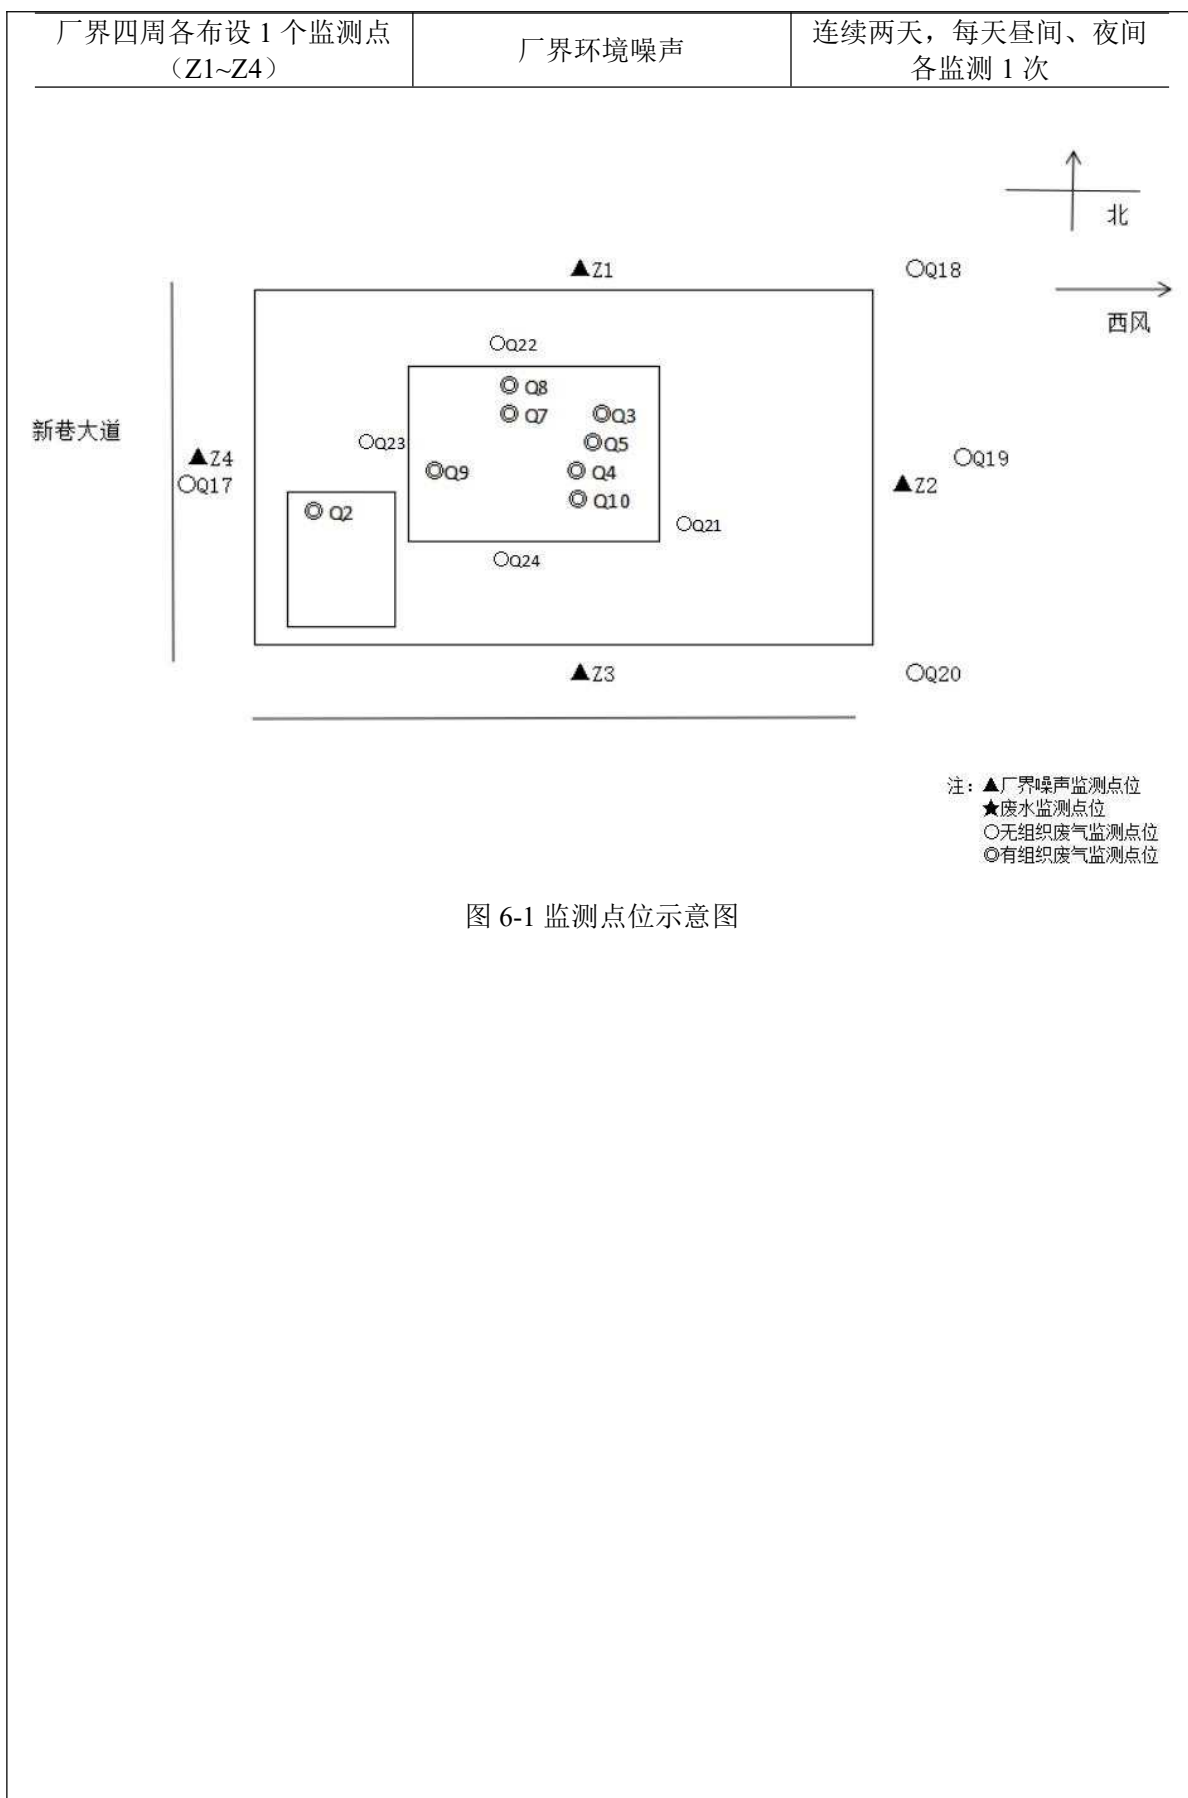 厂界四周各布设 1 个监测点
（Z1~Z4）
厂界环境噪声
连续两天，每天昼间、夜间
各监测 1 次
北
▲Z1
○Q18
西风
○Q22
◎Q8
◎Q7
◎Q3
新巷大道
○Q23
◎Q5
▲Z4
○Q19
◎Q9
◎Q4
○Q17
▲Z2
◎Q10
◎Q2
○Q21
○Q24
▲Z3
○Q20
注：▲厂界噪声监测点位
★废水监测点位
○无组织废气监测点位
◎有组织废气监测点位
图 6-1 监测点位示意图